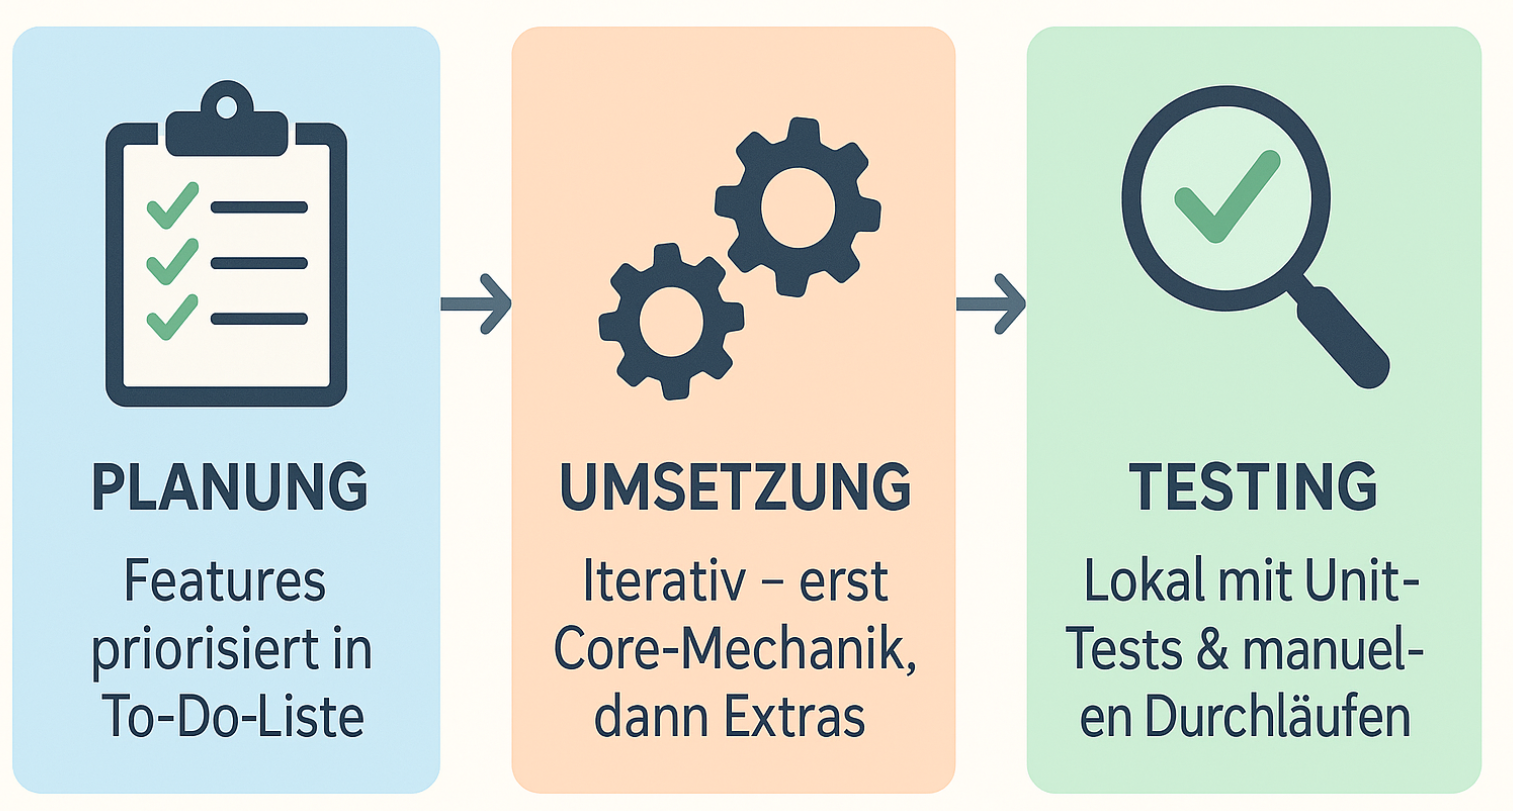 PLANUNG
Features
priorisiert in
To-Do-Liste
UMSETZUNG
Iterativ – erst
Core-Mechanik,
dann Extras
TESTING
Lokal mit Unit-
Tests & manuel-
en Durchläufen